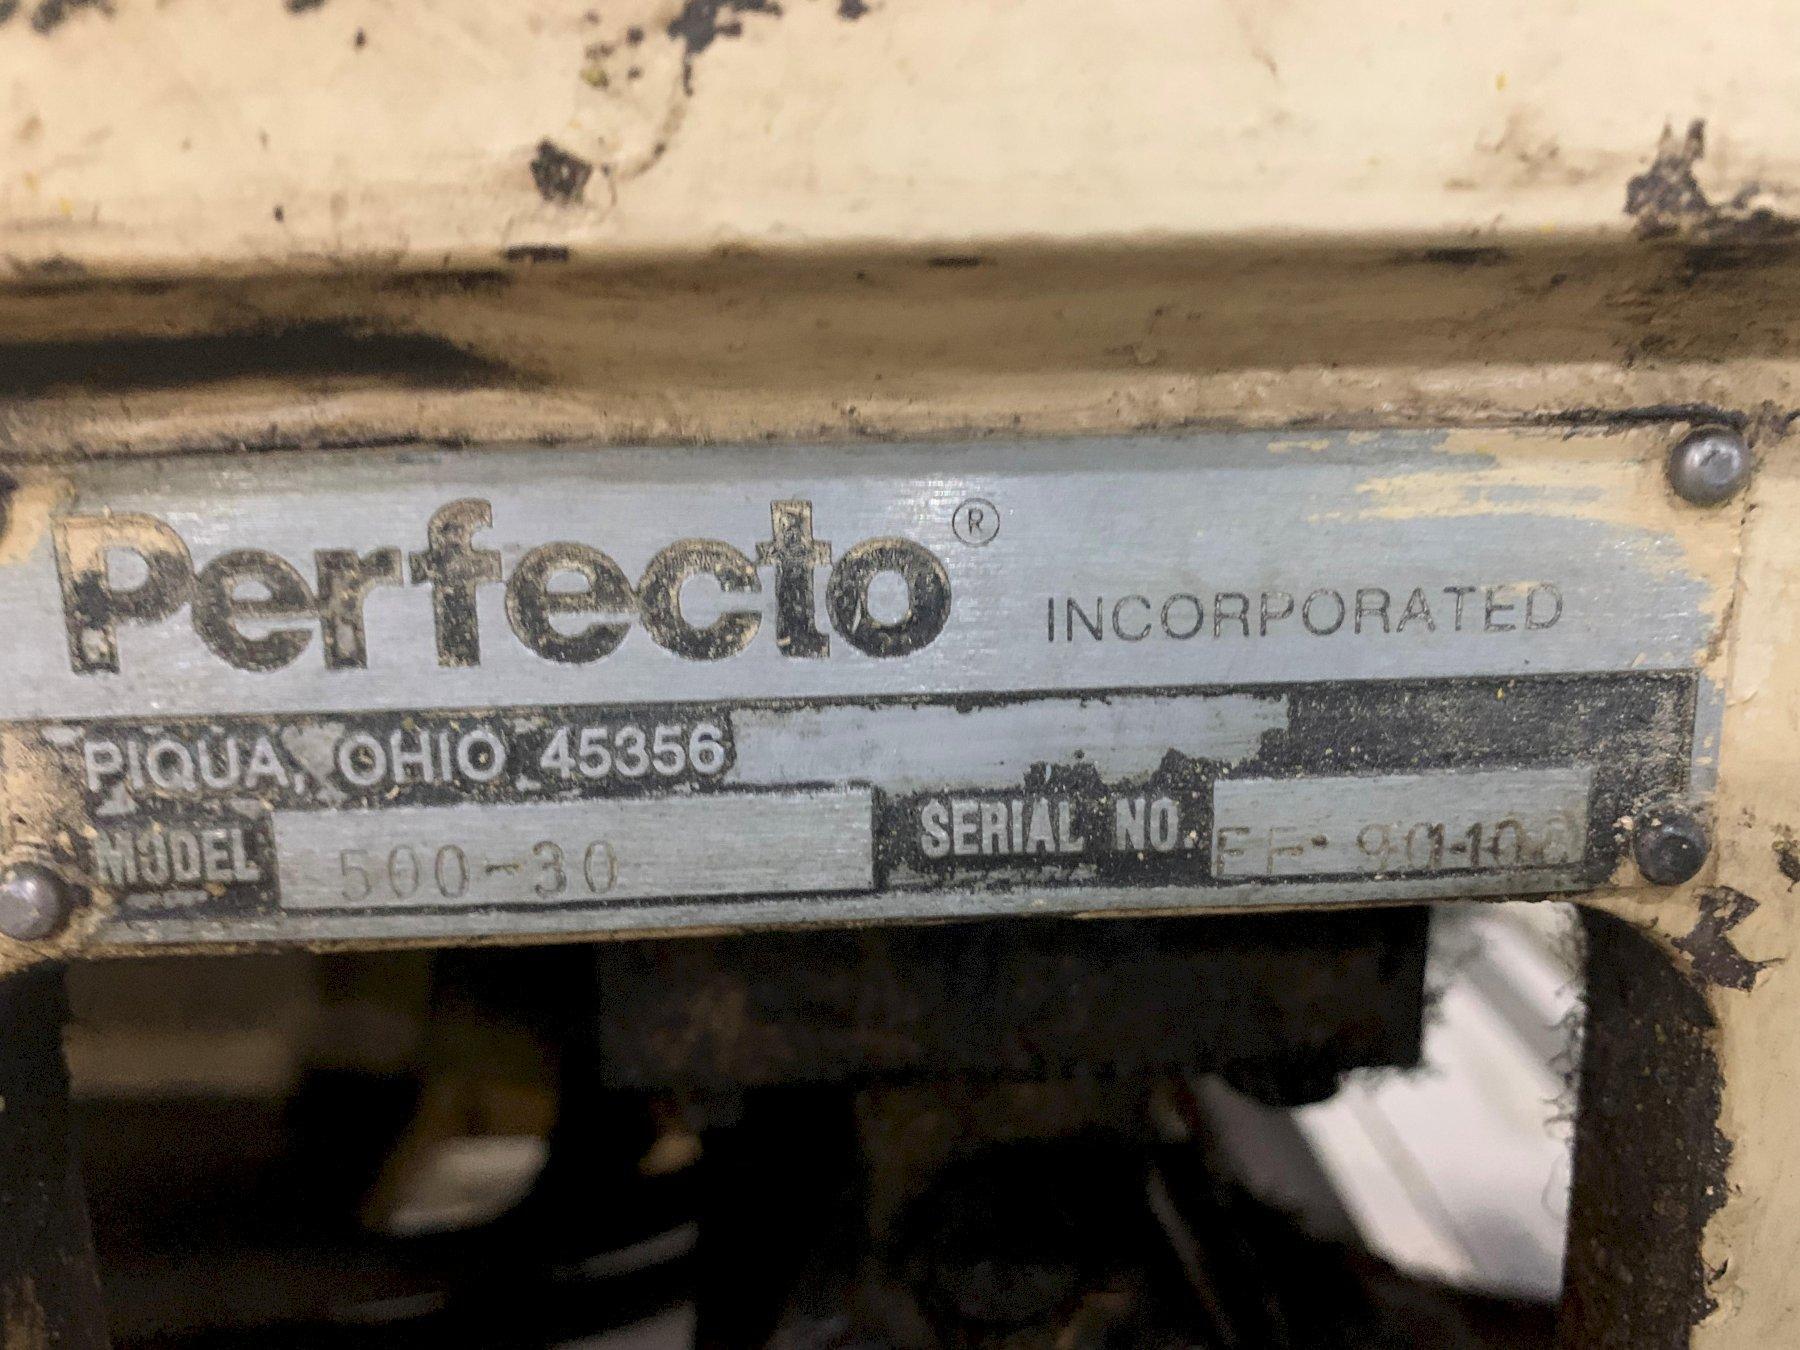 Perfecto® INCORPORATED
PIQUA, OHIO 45356
MODEL 500-30 SERIAL NO.